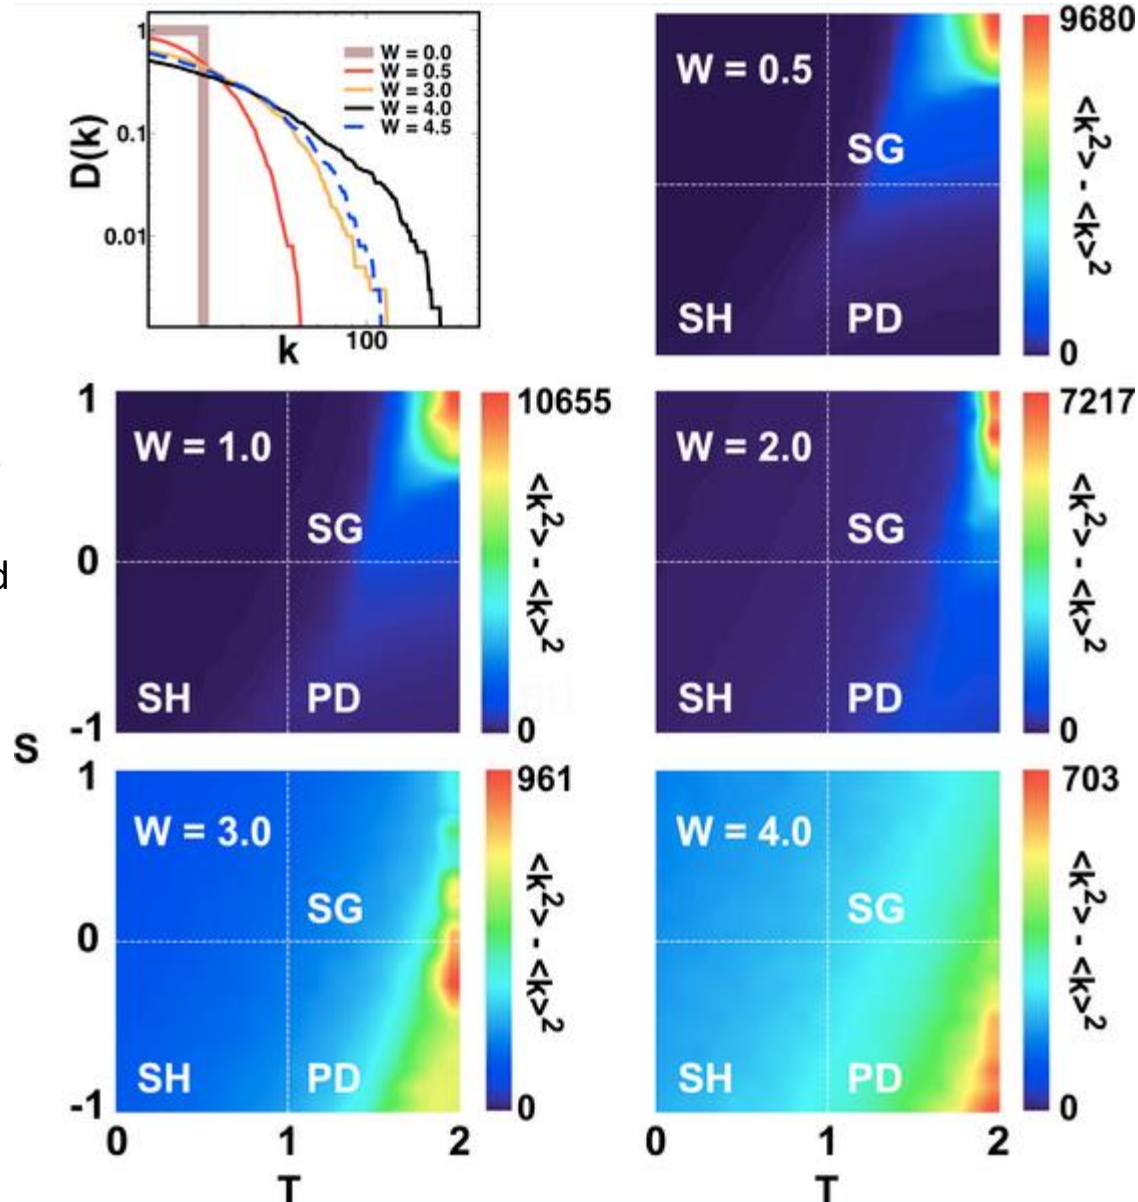 1
0.1
0.01
D(k)
W = 0.0
W = 0.5
W = 3.0
W = 4.0
W = 4.5
k
100
W = 0.5
SG
SH
PD
9680
<k²> - <k>²
0
1
0
-1
W = 1.0
SG
SH
PD
10655
<k²> - <k>²
0
W = 2.0
SG
SH
PD
7217
<k²> - <k>²
0
d
S
1
0
-1
W = 3.0
SG
SH
PD
961
<k²> - <k>²
0
0
1
2
T
W = 4.0
SG
SH
PD
703
<k²> - <k>²
0
0
1
2
T